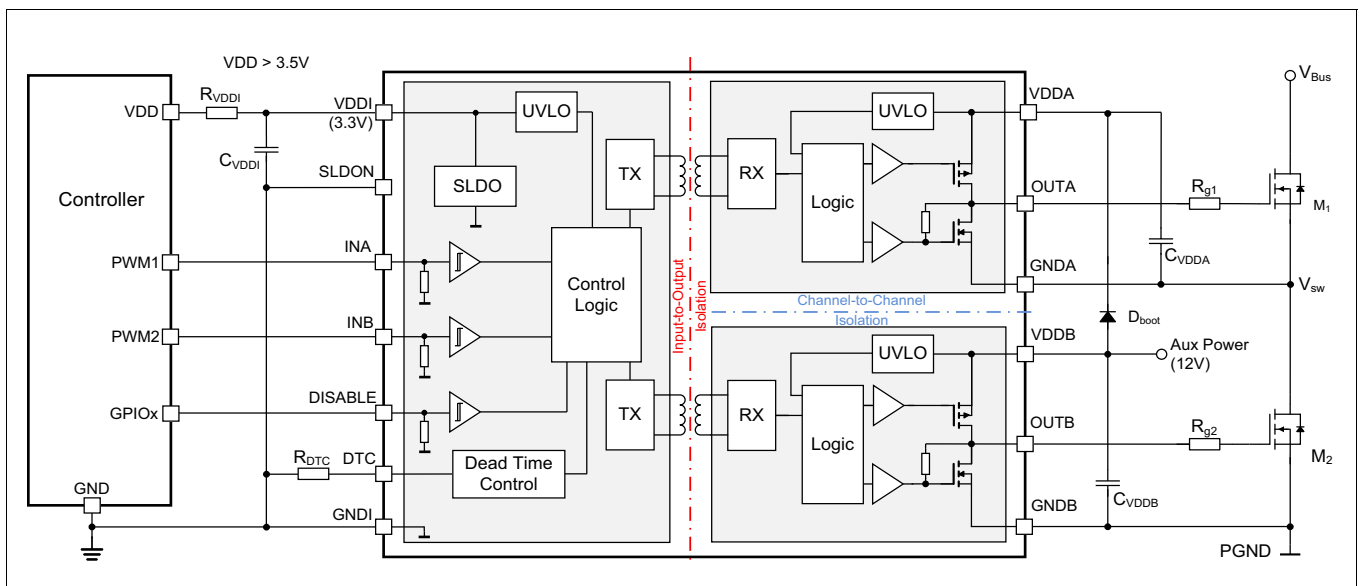 VDD > 3.5V
Controller
VDD
PWM1
PWM2
GPIOx
GND
RVDDI
CVDDI
RDTC
VDDI
(3.3V)
SLDON
INA
INB
DISABLE
DTC
GNDI
UVLO
SLDO
TX
Control
Logic
TX
Dead Time
Control
Input-to-Output
Isolation
Channel-to-Channel
Isolation
UVLO
RX
Logic
UVLO
RX
Logic
VDDA
OUTA
GNDA
VDDB
OUTB
GNDB
VBus
Rg1
M1
CVDDA
Vsw
Dboot
Aux Power
(12V)
Rg2
M2
CVDDB
PGND